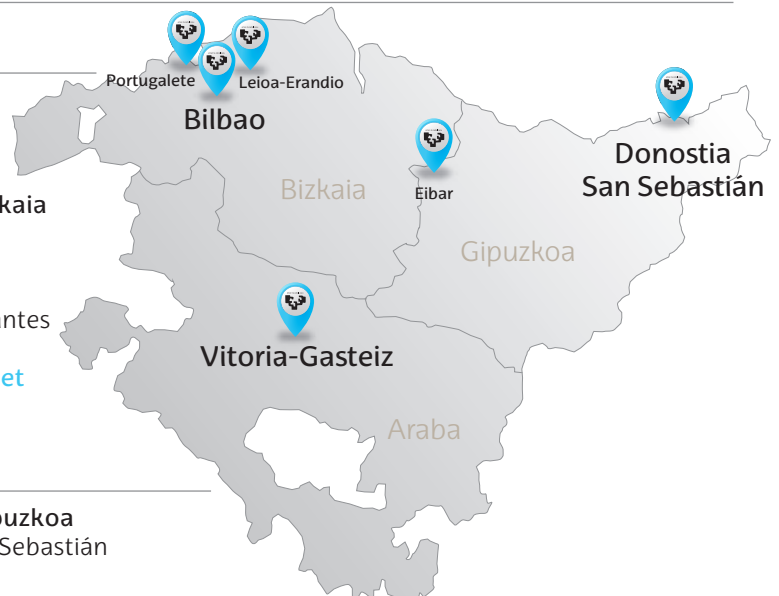 Portugalete
Leioa-Erandio
Bilbao
Donostia
San Sebastián
kaia
Bizkaia
Eibar
Gipuzkoa
antes
Vitoria-Gasteiz
et
Araba
puzkoa
Sebastián